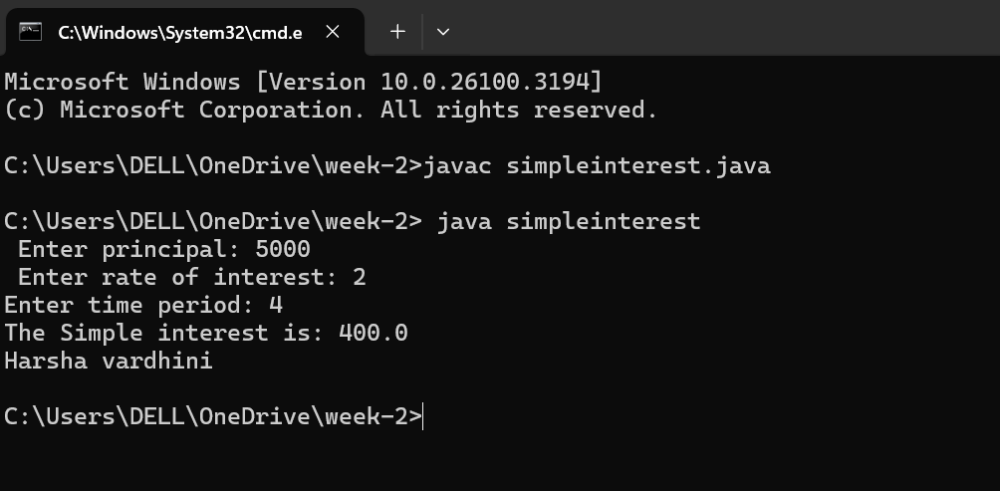 C:\Windows\System32\cmd.e
Microsoft Windows [Version 10.0.26100.3194]
(c) Microsoft Corporation. All rights reserved.
C:\Users\DELL\OneDrive\week-2>javac simpleinterest.java
C:\Users\DELL\OneDrive\week-2> java simpleinterest
Enter principal: 5000
Enter rate of interest: 2
Enter time period: 4
The Simple interest is: 400.0
Harsha vardhini
C:\Users\DELL\OneDrive\week-2>